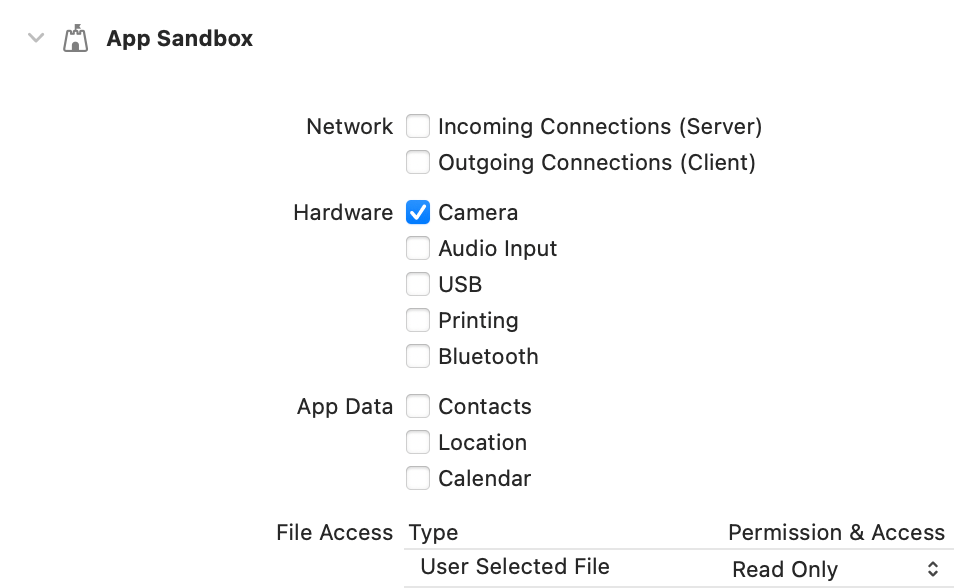 App Sandbox
Network Incoming Connections (Server)
Outgoing Connections (Client)
Hardware Camera
Audio Input
USB
Printing
Bluetooth
App Data Contacts
Location
Calendar
File Access Type Permission & Access
User Selected File Read Only